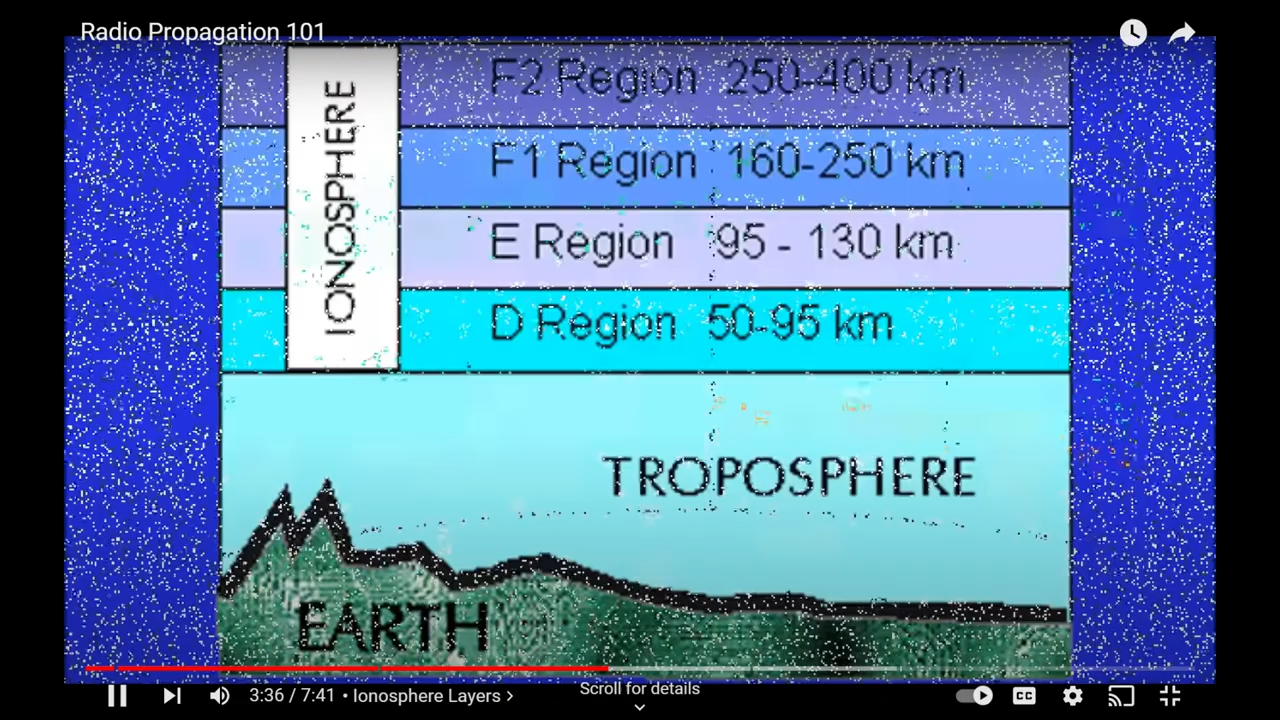 Radio Propagation 101
F2 Region 250-400 km
F1 Region 160-250 km
E Region 95 - 130 km
D Region 50-95 km
IONOSPHERE
TROPOSPHERE
EARTH
3:36 / 7:41 • Ionosphere Layers >
Scroll for details
CC